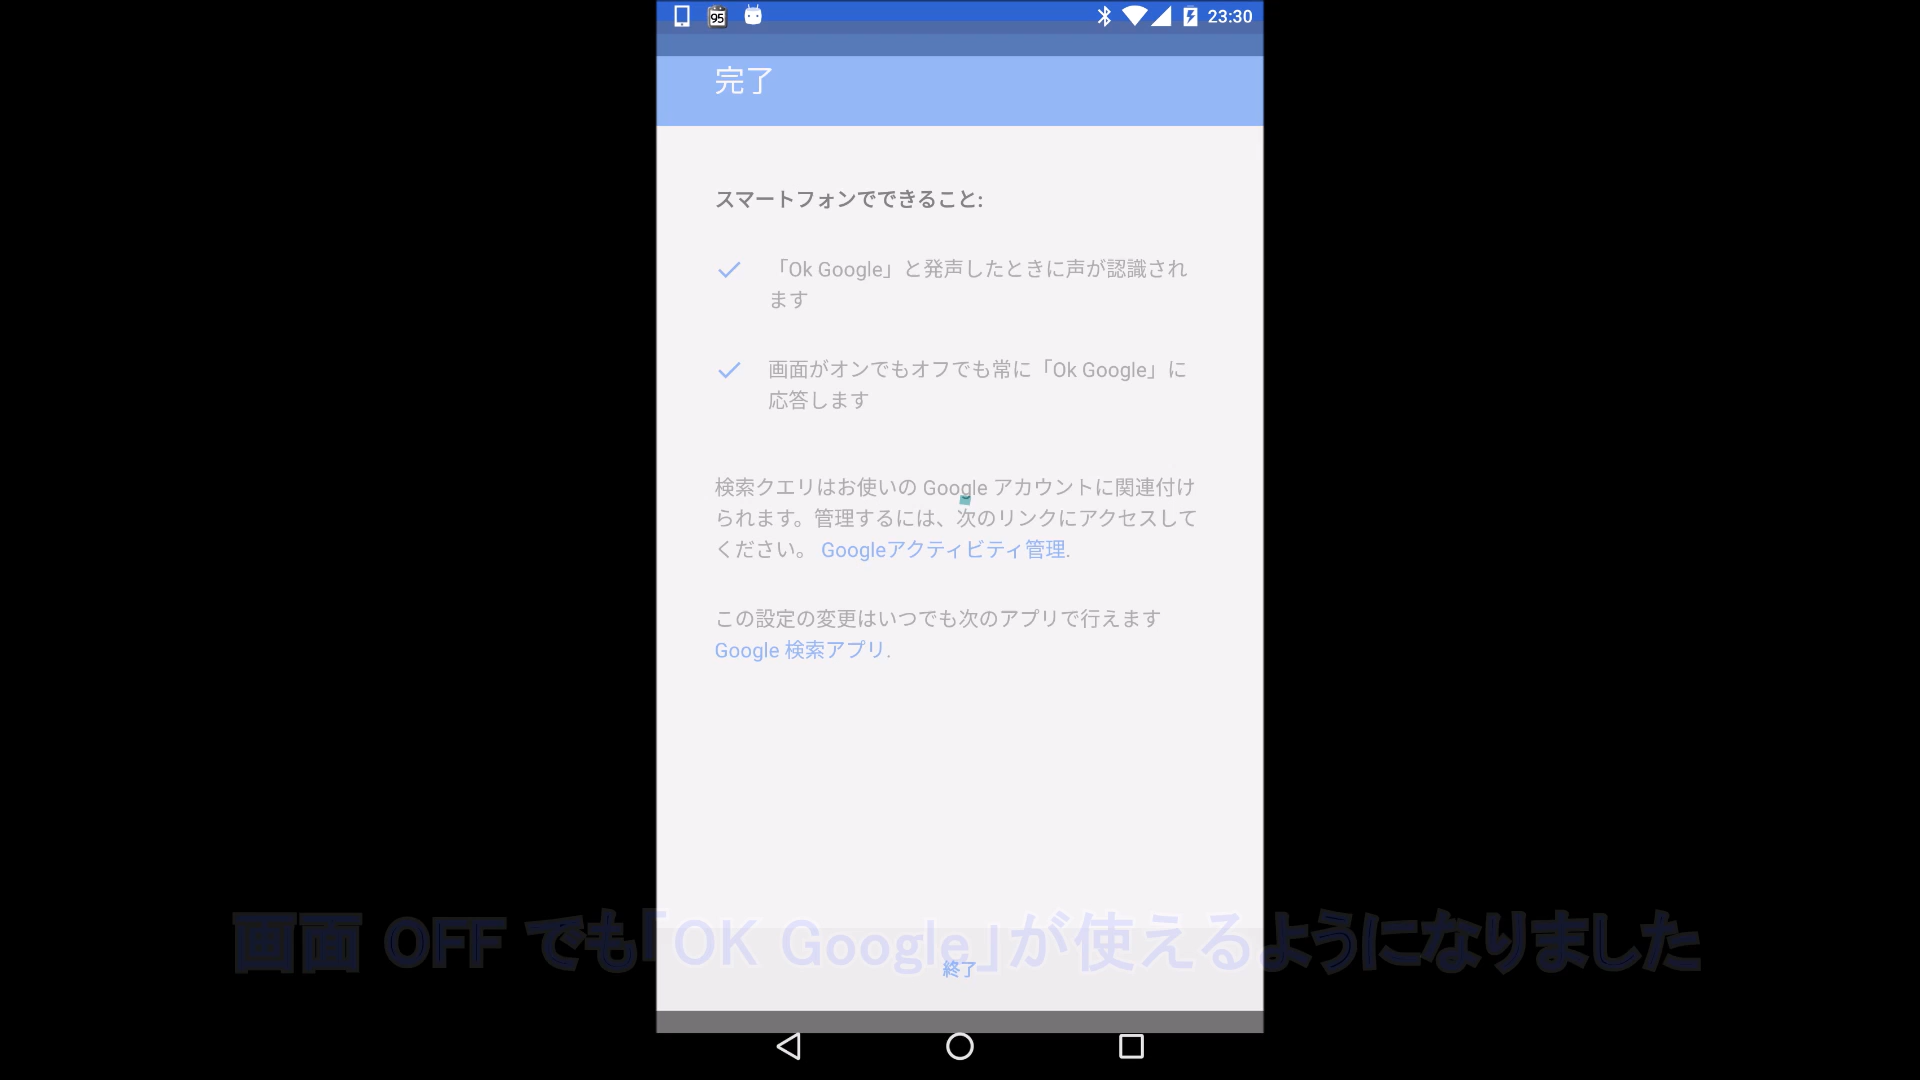 95
23:30
完了
スマートフォンでできること:
「Ok Google」と発声したときに声が認識され
ます
画面がオンでもオフでも常に「Ok Google」に
応答します
検索クエリはお使いの Google アカウントに関連付け
られます。管理するには、次のリンクにアクセスして
ください。 Googleアクティビティ管理.
この設定の変更はいつでも次のアプリで行えます
Google 検索アプリ.
画面 OFF でも「OK Google」が使えるようになりました
終了